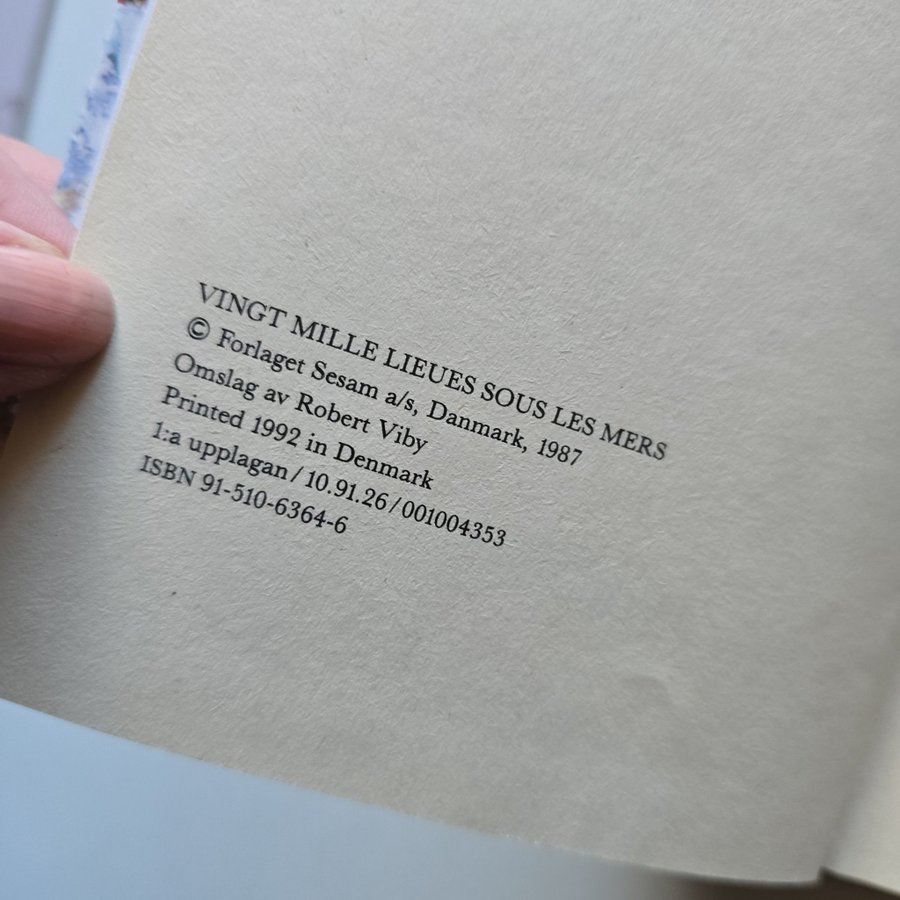 VINGT MILLE LIEUES SOUS LES MERS
© Forlaget Sesam a/s, Danmark, 1987
Omslag av Robert Viby
Printed 1992 in Denmark
1:a upplagan/10.91.26/001004353
ISBN 91-510-6364-6